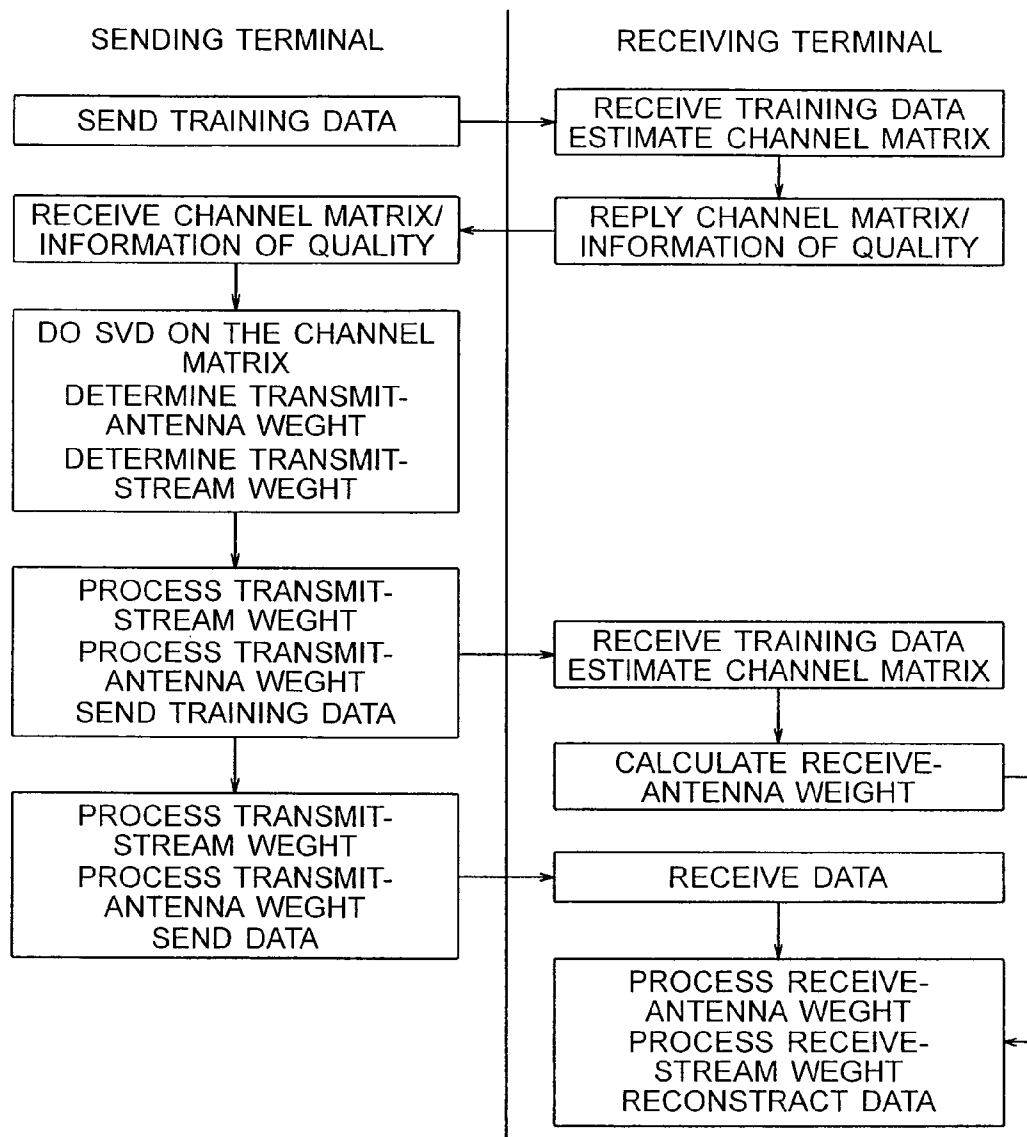 SENDING TERMINAL
RECEIVING TERMINAL
SEND TRAINING DATA
RECEIVE TRAINING DATA
ESTIMATE CHANNEL MATRIX
RECEIVE CHANNEL MATRIX/
INFORMATION OF QUALITY
REPLY CHANNEL MATRIX/
INFORMATION OF QUALITY
DO SVD ON THE CHANNEL
MATRIX
DETERMINE TRANSMIT-
ANTENNA WEGHT
DETERMINE TRANSMIT-
STREAM WEGHT
PROCESS TRANSMIT-
STREAM WEGHT
PROCESS TRANSMIT-
ANTENNA WEGHT
SEND TRAINING DATA
RECEIVE TRAINING DATA
ESTIMATE CHANNEL MATRIX
CALCULATE RECEIVE-
ANTENNA WEIGHT
PROCESS TRANSMIT-
STREAM WEGHT
PROCESS TRANSMIT-
ANTENNA WEGHT
SEND DATA
RECEIVE DATA
PROCESS RECEIVE-
ANTENNA WEGHT
PROCESS RECEIVE-
STREAM WEGHT
RECONSTRACT DATA